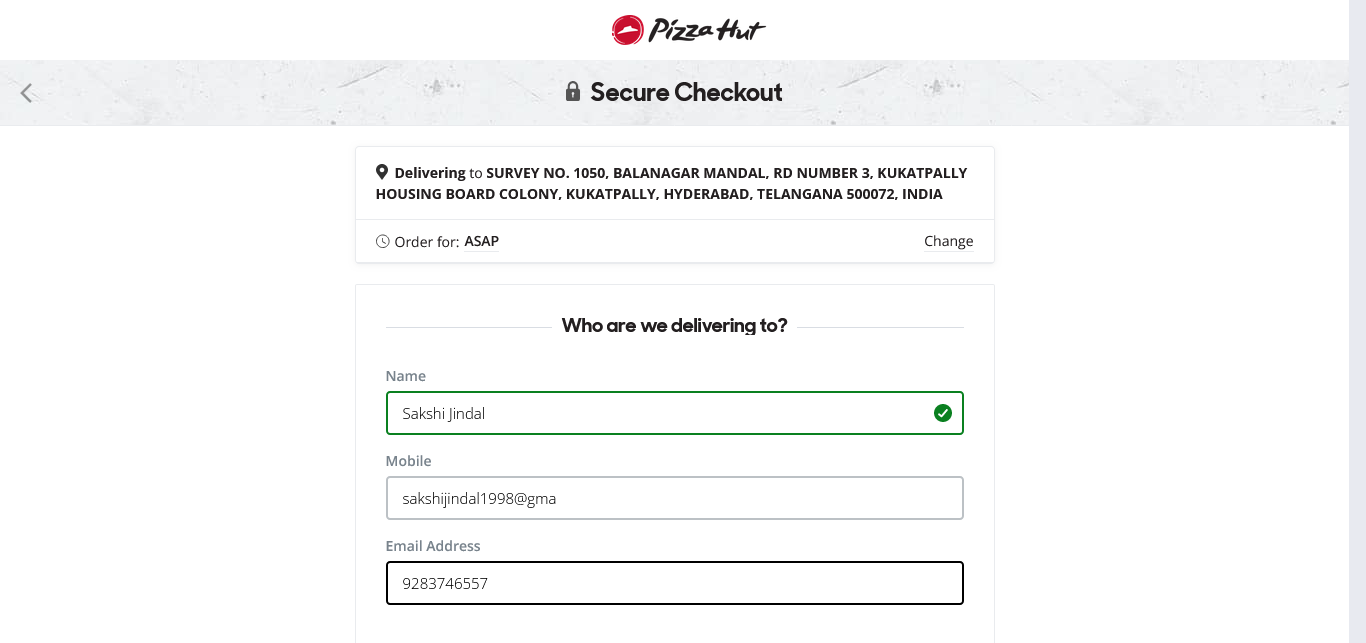 Pizza Hut
Secure Checkout
Delivering to SURVEY NO. 1050, BALANAGAR MANDAL, RD NUMBER 3, KUKATPALLY
HOUSING BOARD COLONY, KUKATPALLY, HYDERABAD, TELANGANA 500072, INDIA
Order for: ASAP Change
Who are we delivering to?
Name
Sakshi Jindal
Mobile
sakshijindal1998@gma
Email Address
9283746557